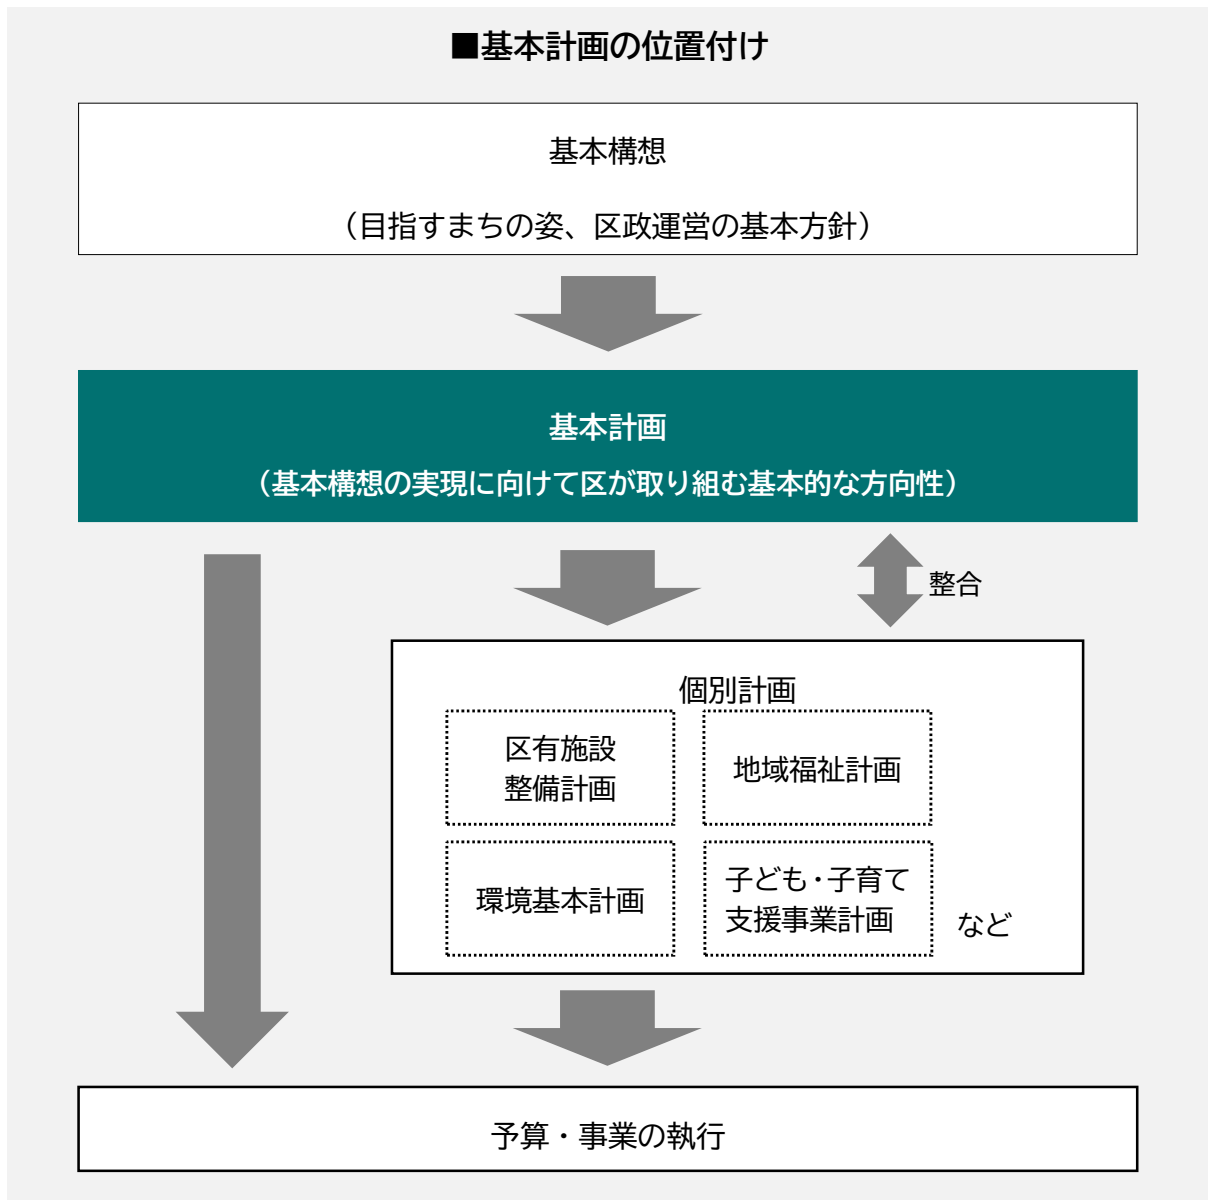 ■基本計画の位置付け
基本構想
（目指すまちの姿、区政運営の基本方針）
基本計画
（基本構想の実現に向けて区が取り組む基本的な方向性）
整合
個別計画
区有施設
整備計画
地域福祉計画
環境基本計画
子ども・子育て
支援事業計画
など
予算・事業の執行